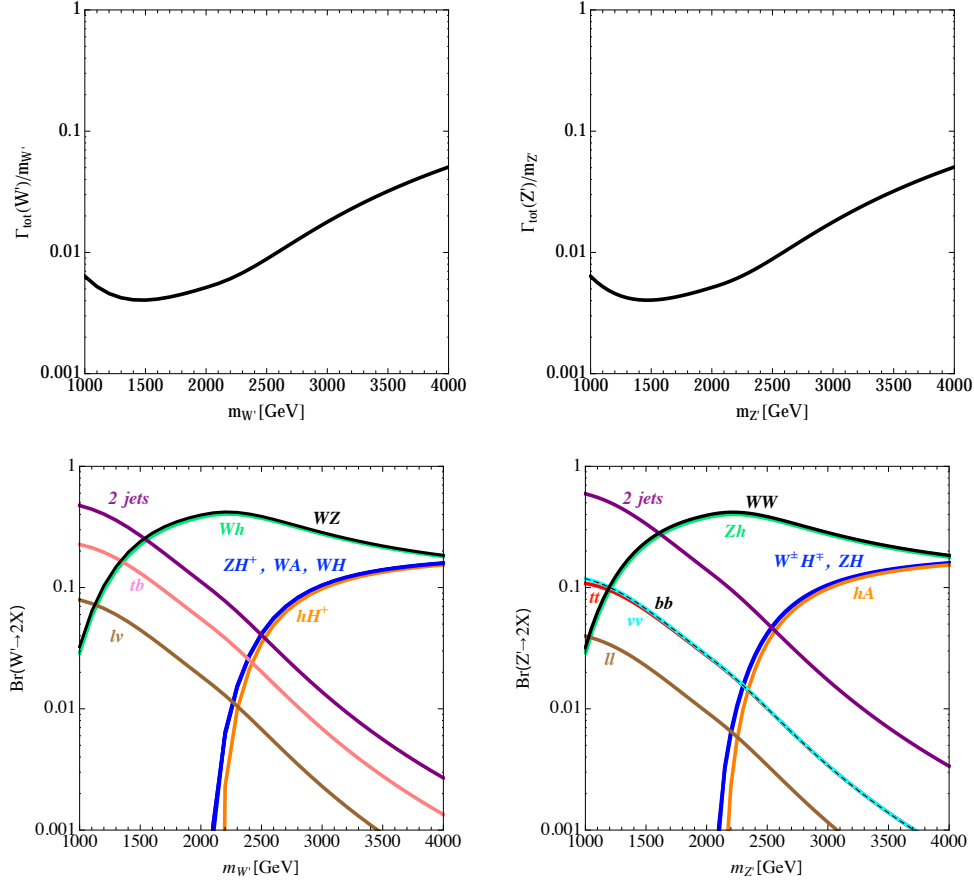 1
0.1
0.01
0.001
Γtot(W')/mW'
1000 1500 2000 2500 3000 3500 4000
mW' [GeV]
1
0.1
0.01
0.001
Γtot(Z')/mZ'
1000 1500 2000 2500 3000 3500 4000
mZ' [GeV]
1
0.1
0.01
0.001
Br(W'→2X)
2 jets
WZ
Wh
ZH⁺ , WA, WH
tb
hH⁺
lν
1000 1500 2000 2500 3000 3500 4000
mW' [GeV]
1
0.1
0.01
0.001
Br(Z'→2X)
2 jets
WW
Zh
W±H∓, ZH
tt
bb
νν
hA
ll
1000 1500 2000 2500 3000 3500 4000
mZ' [GeV]